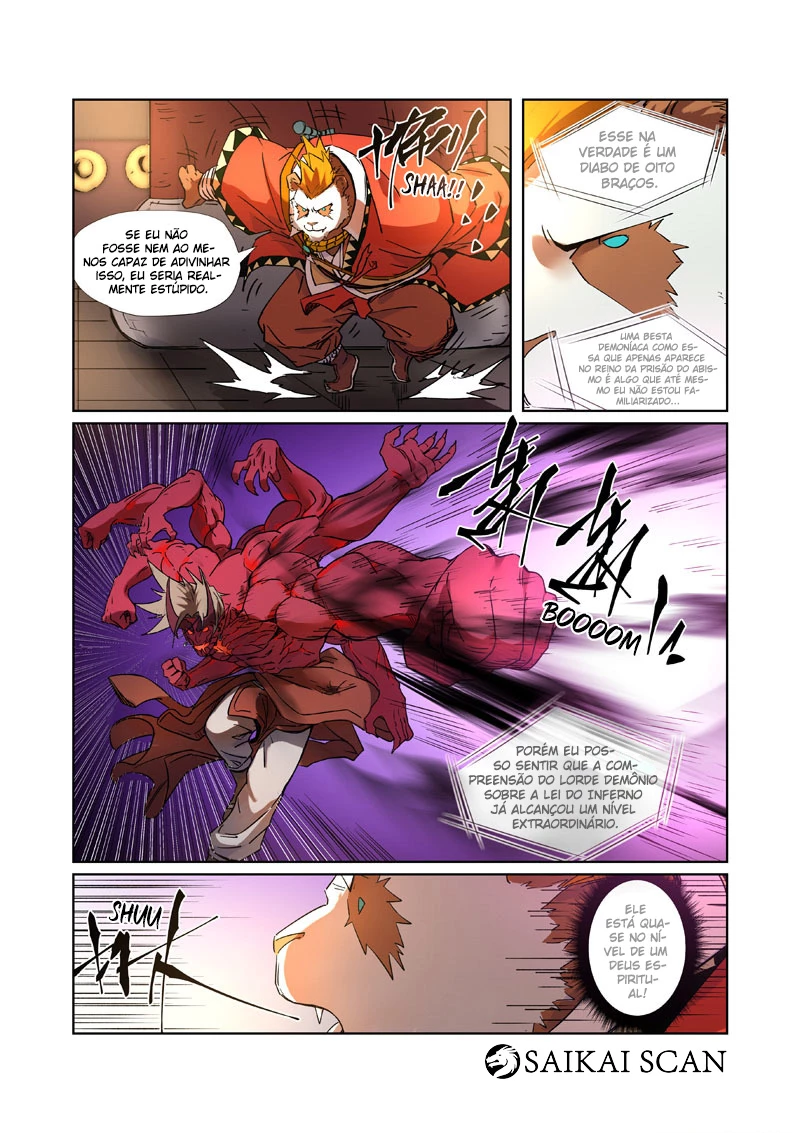 SE EU NÃO
FOSSE NEM AO ME-
NOS CAPAZ DE ADIVINHAR
ISSO, EU SERIA REAL-
MENTE ESTÚPIDO.
SHAA!!
ESSE NA
VERDADE É UM
DIABO DE OITO
BRAÇOS.
UMA BESTA
DEMONÍACA COMO ES-
SA QUE APENAS APARECE
NO REINO DA PRISÃO DO ABIS-
MO É ALGO QUE ATÉ MES-
MO EU NÃO ESTOU FA-
MILIARIZADO...
BOOOOM
PORÉM EU POS-
SO SENTIR QUE A COM-
PREENSÃO DO LORDE DEMÔNIO
SOBRE A LEI DO INFERNO
JÁ ALCANÇOU UM NÍVEL
EXTRAORDINÁRIO.
SHUU
ELE
ESTÁ QUA-
SE NO NÍ-
VEL DE UM
DEUS ES-
PIRITU-
AL!
SAIKAI SCAN